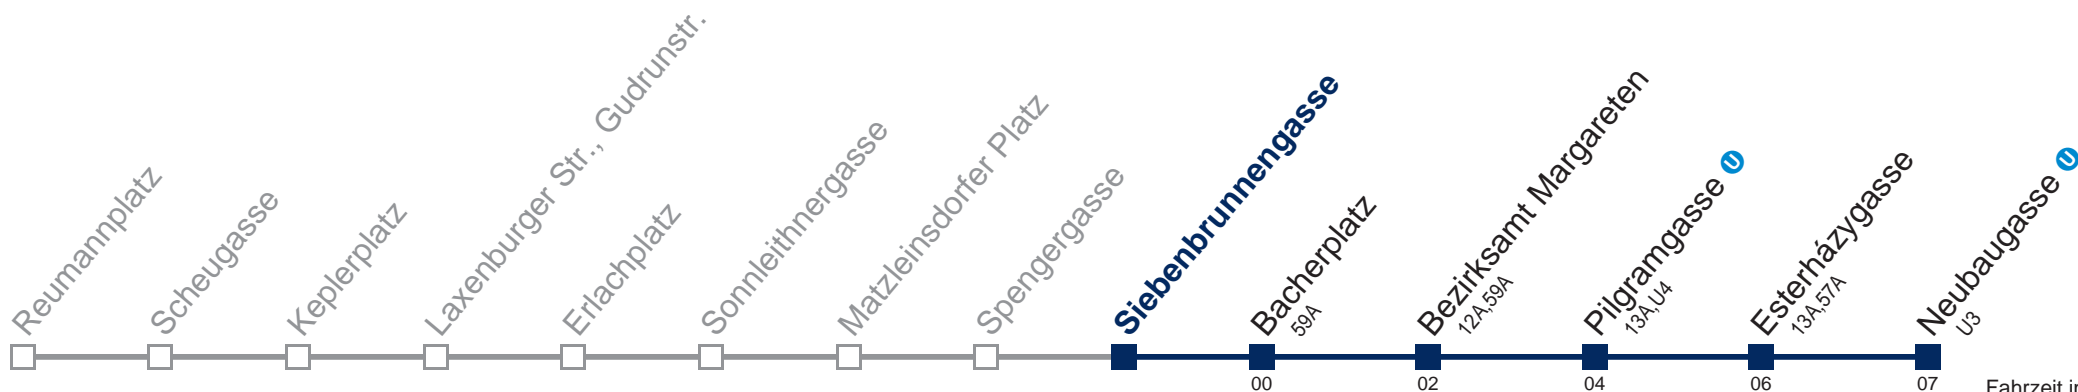 Reumannplatz
Scheugasse
Keplerplatz
Laxenburger Str., Gudrunstr.
Erlachplatz
Sonnleithnergasse
Matzleinsdorfer Platz
Spengergasse
Siebenbrunnengasse
Bacherplatz
59A
Bezirksamt Margareten
12A,59A
Pilgramgasse U
13A,U4
Esterházygasse
13A,57A
Neubaugasse U
U3
00 02 04 06 07 Fahrzeit